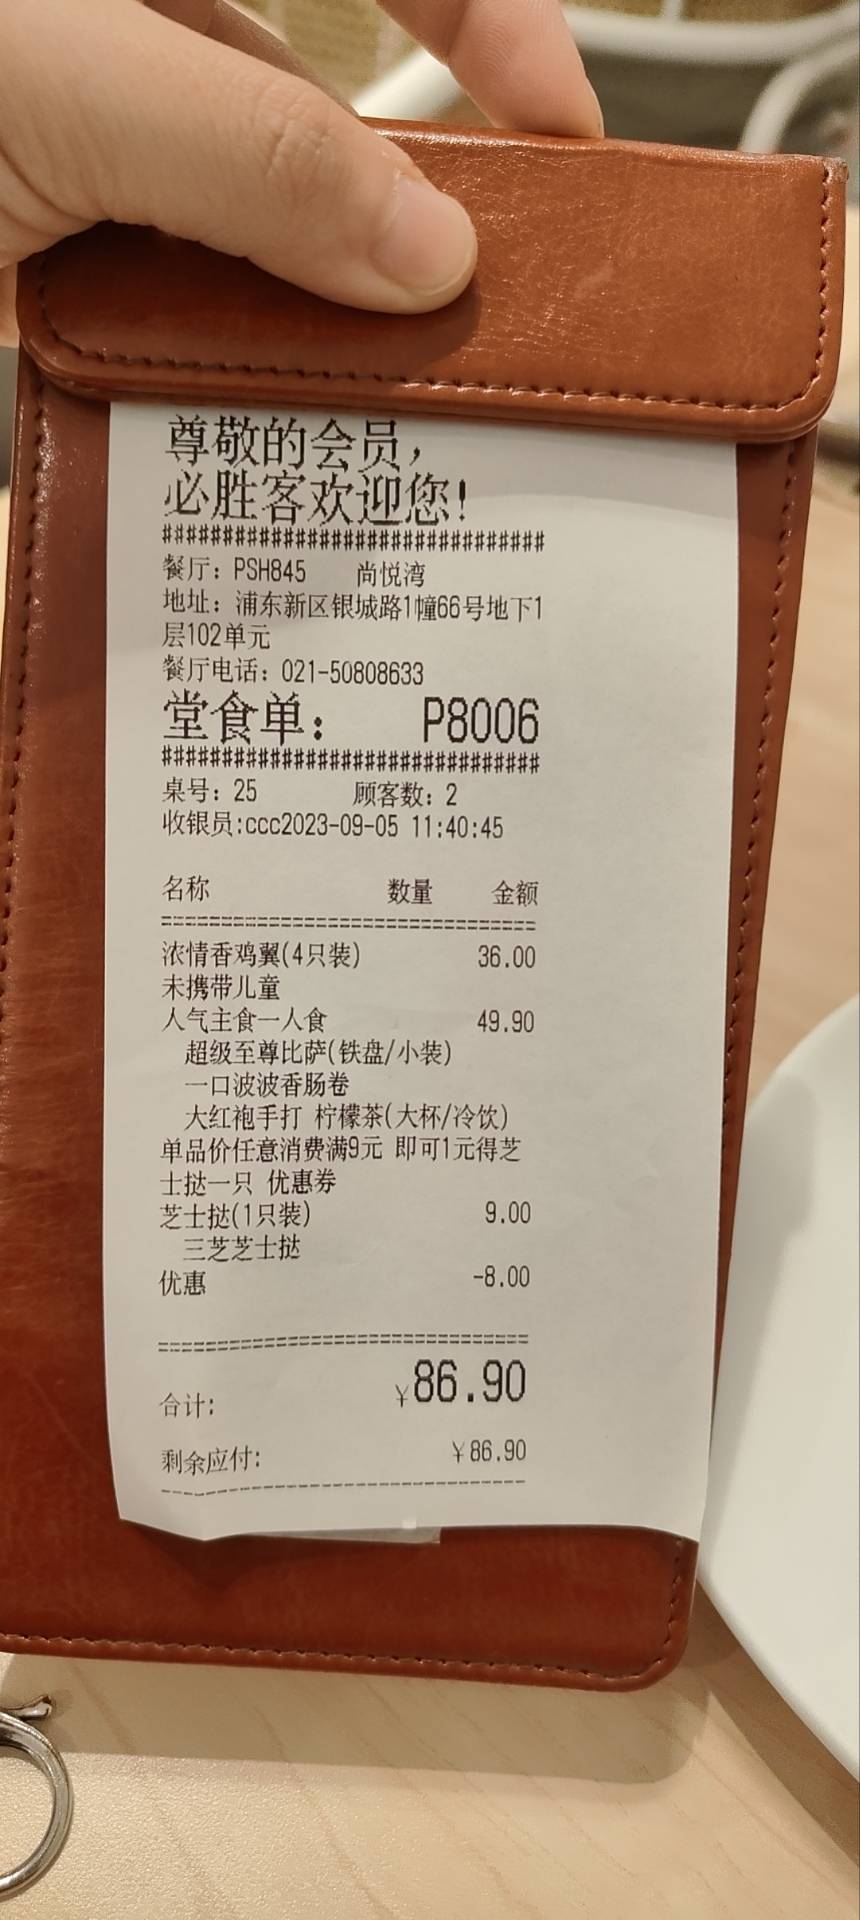 尊敬的会员，
必胜客欢迎您！
################################
餐厅：PSH845 尚悦湾
地址：浦东新区银城路1幢66号地下1
层102单元
餐厅电话：021-50808633
堂食单： P8006
################################
桌号：25 顾客数：2
收银员:ccc2023-09-05 11:40:45
名称 数量 金额
================================
浓情香鸡翼(4只装) 36.00
未携带儿童
人气主食一人食 49.90
超级至尊比萨(铁盘/小装)
一口波波香肠卷
大红袍手打 柠檬茶(大杯/冷饮)
单品价任意消费满9元 即可1元得芝
士挞一只 优惠券
芝士挞(1只装) 9.00
三芝芝士挞
优惠 -8.00
================================
合计: ¥86.90
剩余应付: ¥86.90
--------------------------------